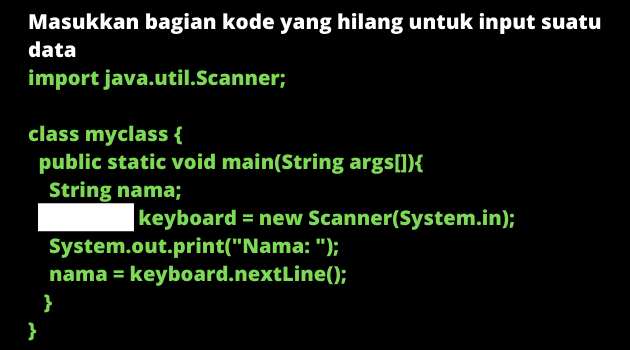 Masukkan bagian kode yang hilang untuk input suatu
data
import java.util.Scanner;
class myclass {
public static void main(String args[]){
String nama;
keyboard = new Scanner(System.in);
System.out.print("Nama: ");
nama = keyboard.nextLine();
}
}